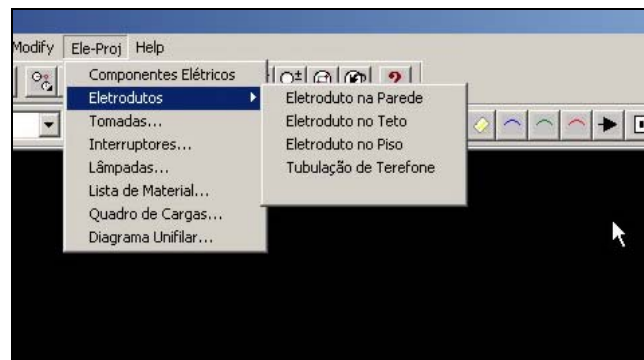 Modify Ele-Proj Help
Componentes Elétricos
Eletrodutos
Tomadas...
Interruptores...
Lâmpadas...
Lista de Material...
Quadro de Cargas...
Diagrama Unifilar...
Eletroduto na Parede
Eletroduto no Teto
Eletroduto no Piso
Tubulação de Terefone